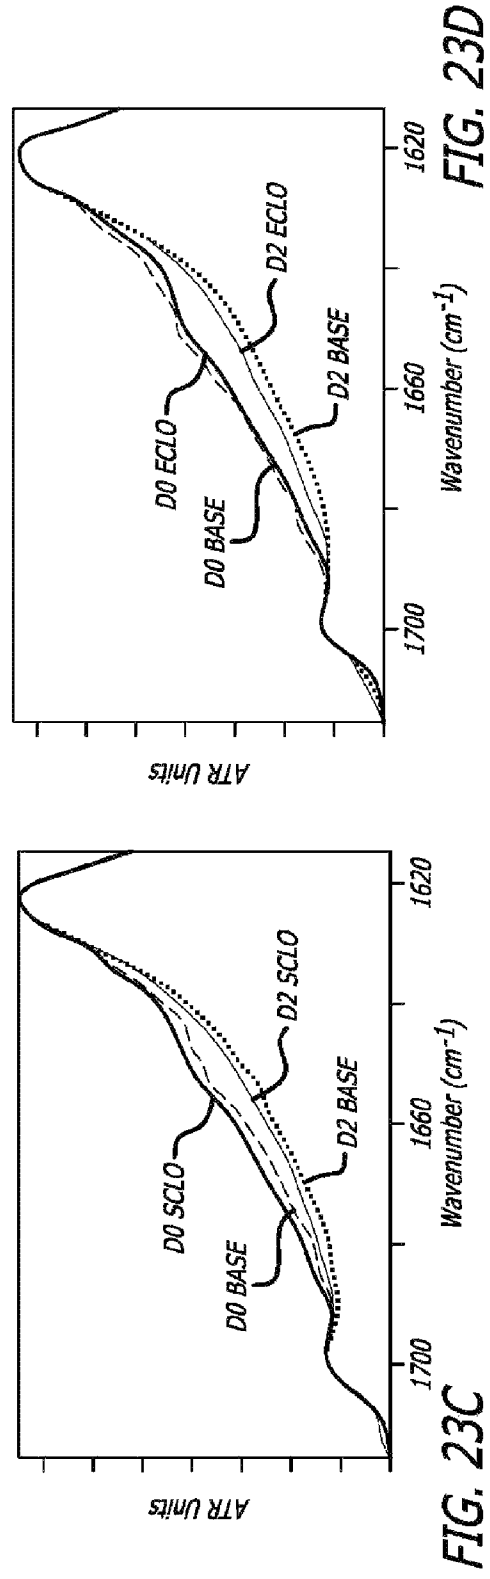 FIG. 23C
ATR Units
D0 SCLO
D0 BASE
D2 SCLO
D2 BASE
1700
1660
1620
Wavenumber (cm⁻¹)
FIG. 23D
ATR Units
D0 ECLO
D0 BASE
D2 ECLO
D2 BASE
1700
1660
1620
Wavenumber (cm⁻¹)